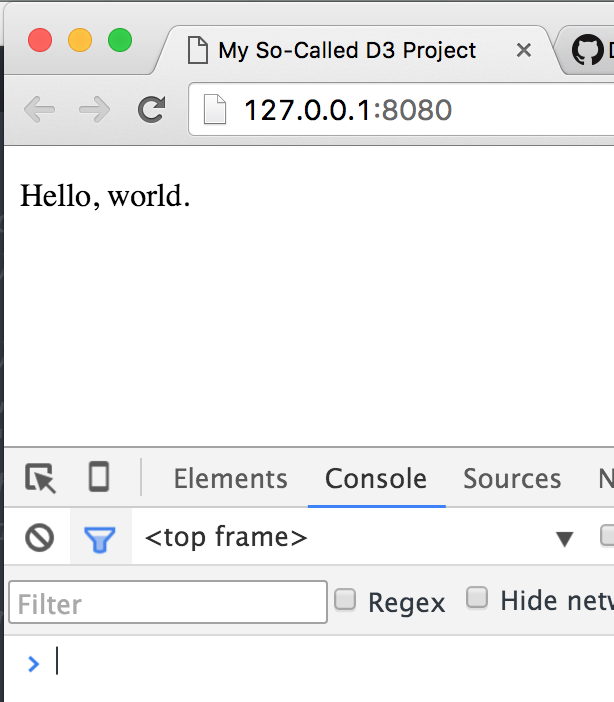 My So-Called D3 Project
127.0.0.1:8080
Hello, world.
Elements Console Sources
<top frame>
Filter Regex Hide